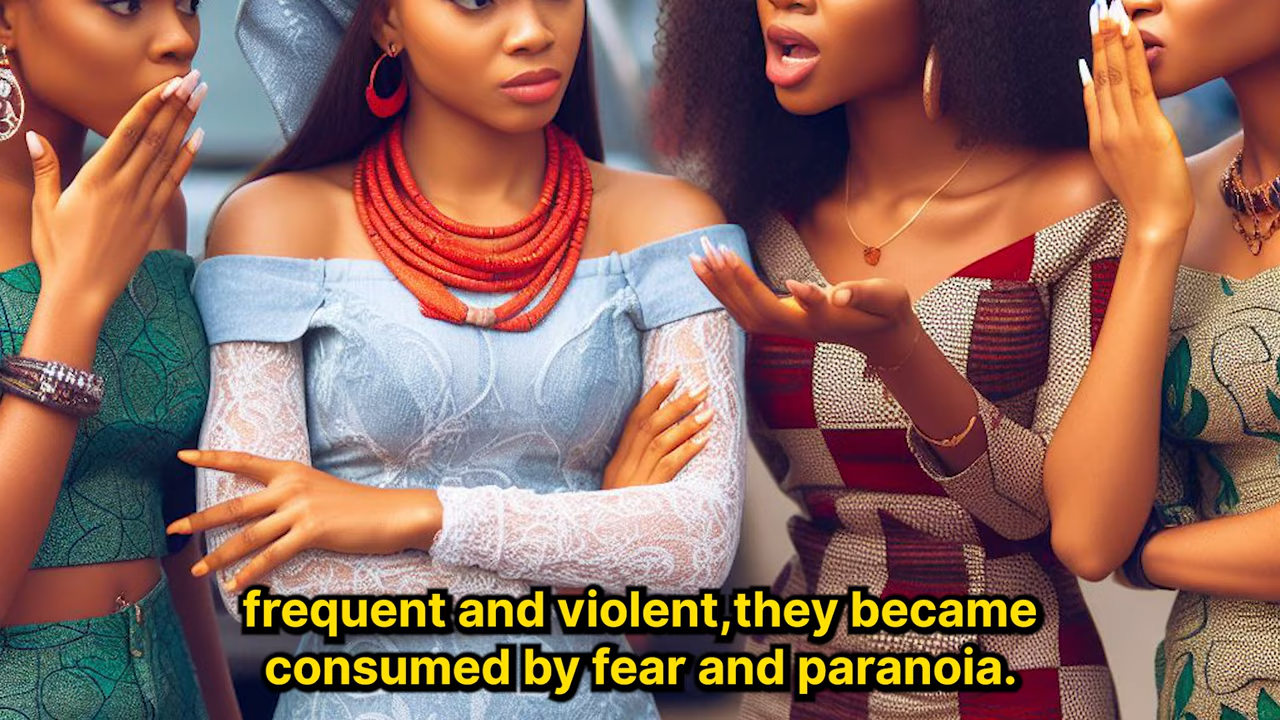 frequent and violent,they became
consumed by fear and paranoia.